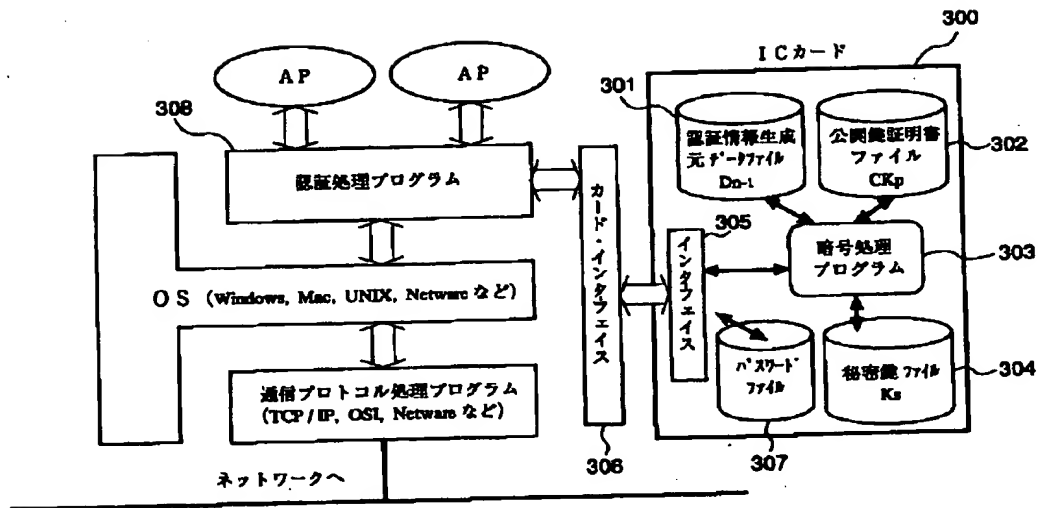 300
ICカード
AP
AP
308
301
認証情報生成
元データファイル
Dn-1
公開鍵証明書
ファイル
CKp
302
認証処理プログラム
カード・インタフェイス
305
インタフェイス
暗号処理
プログラム
303
OS (Windows, Mac, UNIX, Netware など)
通信プロトコル処理プログラム
(TCP / IP, OSI, Netware など)
パスワード
ファイル
秘密鍵ファイル
Ks
304
306
307
ネットワークへ